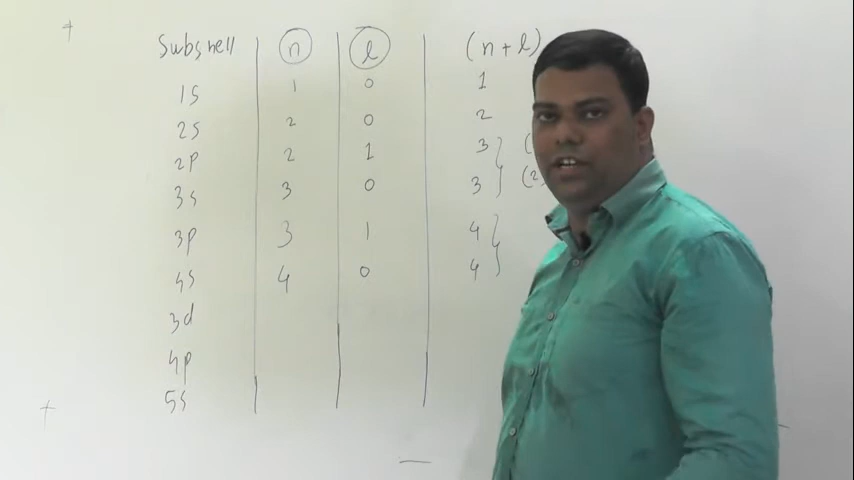 Subshell n l (n + l)
1s 1 0 1
2s 2 0 2
2p 2 1 3 (
3s 3 0 3 (2
3p 3 1 4
4s 4 0 4
3d
4p
5s